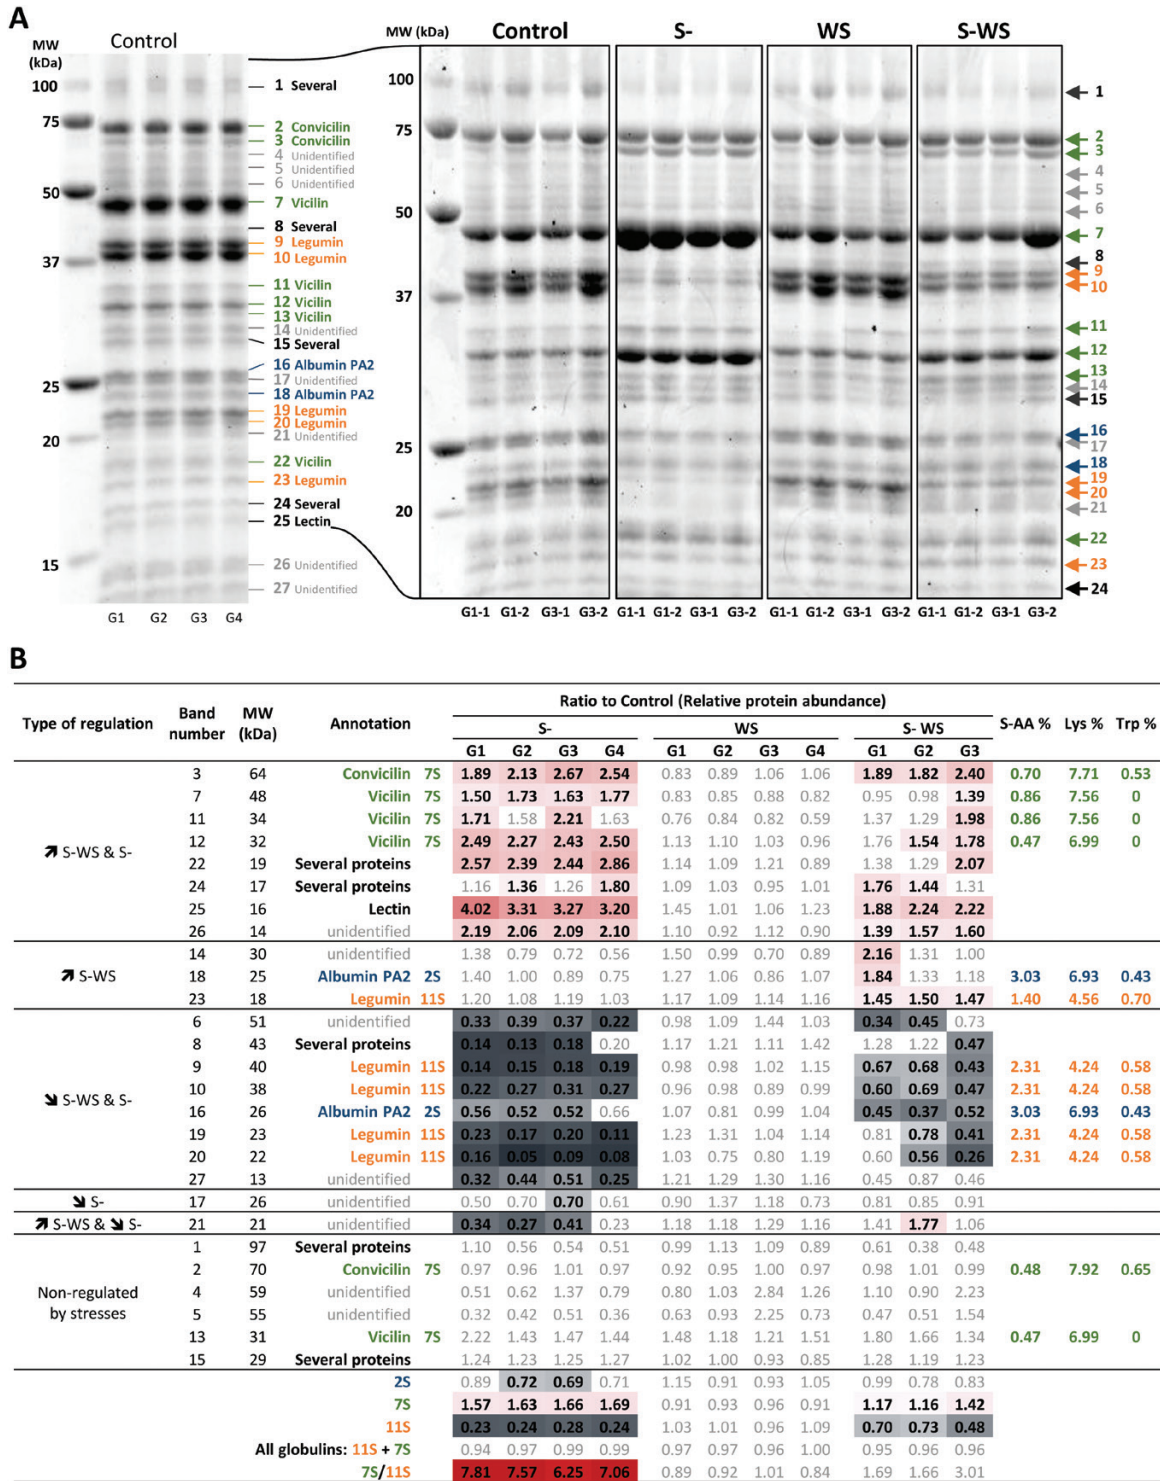 A
MW (kDa) Control
100
75
50
37
25
20
15
1 Several
2 Convicilin
3 Convicilin
4 Unidentified
5 Unidentified
6 Unidentified
7 Vicilin
8 Several
9 Legumin
10 Legumin
11 Vicilin
12 Vicilin
13 Vicilin
14 Unidentified
15 Several
16 Albumin PA2
17 Unidentified
18 Albumin PA2
19 Legumin
20 Legumin
21 Unidentified
22 Vicilin
23 Legumin
24 Several
25 Lectin
26 Unidentified
27 Unidentified
G1 G2 G3 G4
MW (kDa) Control S- WS S-WS
100
75
50
37
25
20
1
2
3
4
5
6
7
8
9
10
11
12
13
14
15
16
17
18
19
20
21
22
23
24
G1-1 G1-2 G3-1 G3-2 G1-1 G1-2 G3-1 G3-2 G1-1 G1-2 G3-1 G3-2 G1-1 G1-2 G3-1 G3-2
B
Type of regulation Band number MW (kDa) Annotation Ratio to Control (Relative protein abundance) S-AA % Lys % Trp %
S- WS S- WS
G1 G2 G3 G4 G1 G2 G3 G4 G1 G2 G3
↗ S-WS & S-
3 64 Convicilin 7S 1.89 2.13 2.67 2.54 0.83 0.89 1.06 1.06 1.89 1.82 2.40 0.70 7.71 0.53
7 48 Vicilin 7S 1.50 1.73 1.63 1.77 0.83 0.85 0.88 0.82 0.95 0.98 1.39 0.86 7.56 0
11 34 Vicilin 7S 1.71 1.58 2.21 1.63 0.76 0.84 0.82 0.59 1.37 1.29 1.98 0.86 7.56 0
12 32 Vicilin 7S 2.49 2.27 2.43 2.50 1.13 1.10 1.03 0.96 1.22 1.54 1.78 0.47 6.99 0
22 19 Several proteins 2.57 2.39 2.44 2.86 1.14 1.09 1.21 0.89 1.38 1.29 2.07
24 17 Several proteins 1.16 1.36 1.26 1.80 1.09 1.03 0.95 1.01 1.76 1.44 1.31
25 16 Lectin 4.02 3.31 3.27 3.20 1.45 1.01 1.06 1.23 1.88 2.24 2.22
26 14 unidentified 2.19 2.06 2.09 2.10 1.10 0.92 1.12 0.90 1.39 1.57 1.60
↗ S-WS
14 30 unidentified 1.38 0.79 0.72 0.56 1.50 0.99 0.70 0.89 2.16 1.31 1.00
18 25 Albumin PA2 2S 1.40 1.00 0.89 0.75 1.27 1.06 0.86 1.07 1.84 1.33 1.18 3.03 6.93 0.43
23 18 Legumin 11S 1.20 1.08 1.19 1.03 1.17 1.09 1.14 1.16 1.45 1.50 1.47 1.40 4.56 0.70
↘ S-WS & S-
6 51 unidentified 0.33 0.39 0.37 0.22 0.98 1.09 1.44 1.03 0.34 0.45 0.73
8 43 Several proteins 0.14 0.13 0.18 0.20 1.17 1.21 1.11 1.42 1.28 1.22 0.47
9 40 Legumin 11S 0.14 0.15 0.18 0.19 0.98 0.98 1.02 1.15 0.67 0.68 0.43 2.31 4.24 0.58
10 38 Legumin 11S 0.22 0.27 0.31 0.27 0.96 0.98 0.89 0.99 0.60 0.69 0.47 2.31 4.24 0.58
16 26 Albumin PA2 2S 0.56 0.52 0.52 0.66 1.07 0.81 0.99 1.04 0.45 0.37 0.52 3.03 6.93 0.43
19 23 Legumin 11S 0.23 0.17 0.20 0.11 1.23 1.31 1.04 1.14 0.81 0.78 0.41 2.31 4.24 0.58
20 22 Legumin 11S 0.16 0.05 0.09 0.08 1.03 0.75 0.80 1.19 0.60 0.56 0.26 2.31 4.24 0.58
27 13 unidentified 0.32 0.44 0.51 0.25 1.21 1.29 1.30 1.16 0.45 0.87 0.46
↘ S- 17 26 unidentified 0.50 0.70 0.70 0.61 0.90 1.37 1.18 0.73 0.81 0.85 0.91
↗ S-WS & ↘ S- 21 21 unidentified 0.34 0.27 0.41 0.23 1.18 1.18 1.29 1.16 1.41 1.77 1.06
Non-regulated by stresses
1 97 Several proteins 1.10 0.56 0.54 0.51 0.99 1.13 1.09 0.89 0.61 0.38 0.48
2 70 Convicilin 7S 0.97 0.96 1.01 0.97 0.92 0.95 1.00 0.97 0.98 1.01 0.99 0.48 7.92 0.65
4 59 unidentified 0.51 0.62 1.37 0.79 0.80 1.03 2.84 1.26 1.10 0.90 2.23
5 55 unidentified 0.32 0.42 0.51 0.36 0.63 0.93 2.25 0.73 0.47 0.51 1.54
13 31 Vicilin 7S 2.22 1.43 1.47 1.44 1.48 1.18 1.21 1.51 1.80 1.66 1.34 0.47 6.99 0
15 29 Several proteins 1.24 1.23 1.25 1.27 1.02 1.00 0.93 0.85 1.28 1.19 1.23
2S 0.89 0.72 0.69 0.71 1.15 0.91 0.93 1.05 0.99 0.78 0.83
7S 1.57 1.63 1.66 1.69 0.91 0.93 0.96 0.91 1.17 1.16 1.42
11S 0.23 0.24 0.28 0.24 1.03 1.01 0.96 1.09 0.70 0.73 0.48
All globulins: 11S + 7S 0.94 0.97 0.99 0.99 0.97 0.97 0.96 1.00 0.95 0.96 0.96
7S/11S 7.81 7.57 6.25 7.06 0.89 0.92 1.01 0.84 1.69 1.66 3.01